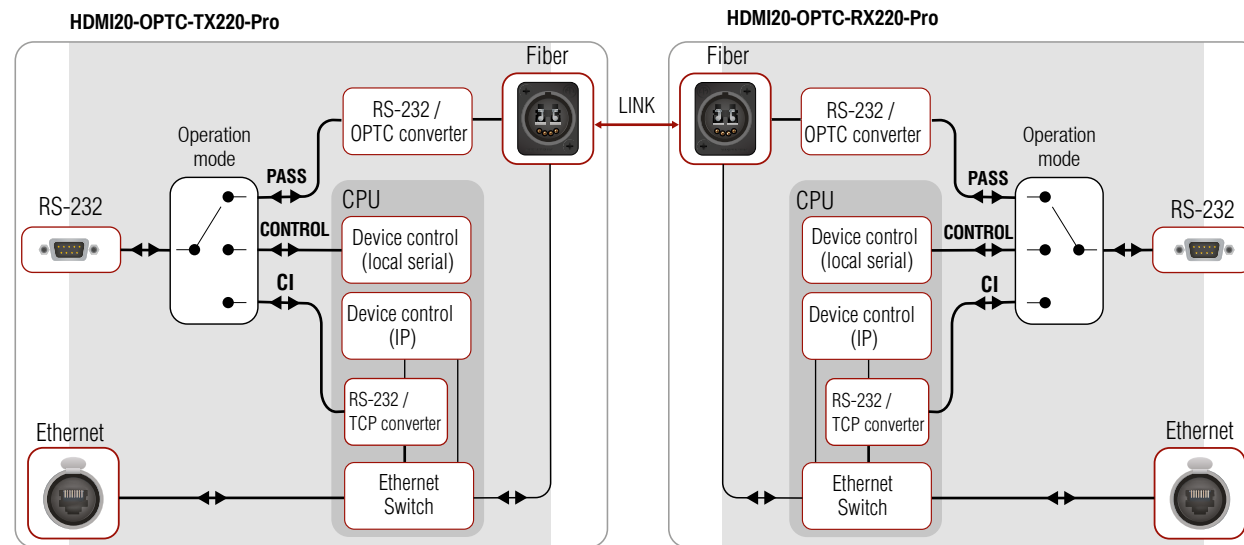 HDMI20-OPTC-TX220-Pro
Fiber
RS-232 /
OPTC converter
Operation
mode
PASS
CPU
RS-232
CONTROL
Device control
(local serial)
CI
Device control
(IP)
RS-232 /
TCP converter
Ethernet
Ethernet
Switch
LINK
HDMI20-OPTC-RX220-Pro
Fiber
RS-232 /
OPTC converter
Operation
mode
PASS
CPU
RS-232
Device control
(local serial)
CONTROL
CI
Device control
(IP)
RS-232 /
TCP converter
Ethernet
Ethernet
Switch